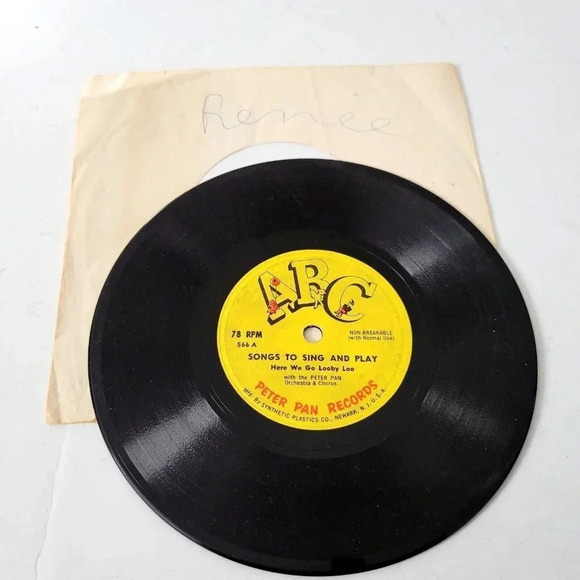 Renee
ABC
78 RPM
566 A
NON-BREAKABLE
(with Normal Use)
SONGS TO SING AND PLAY
Here We Go Looby Loo
with the PETER PAN
Orchestra & Chorus
PETER PAN RECORDS
MFG. BY SYNTHETIC PLASTICS CO., NEWARK, N. J. U.S.A.